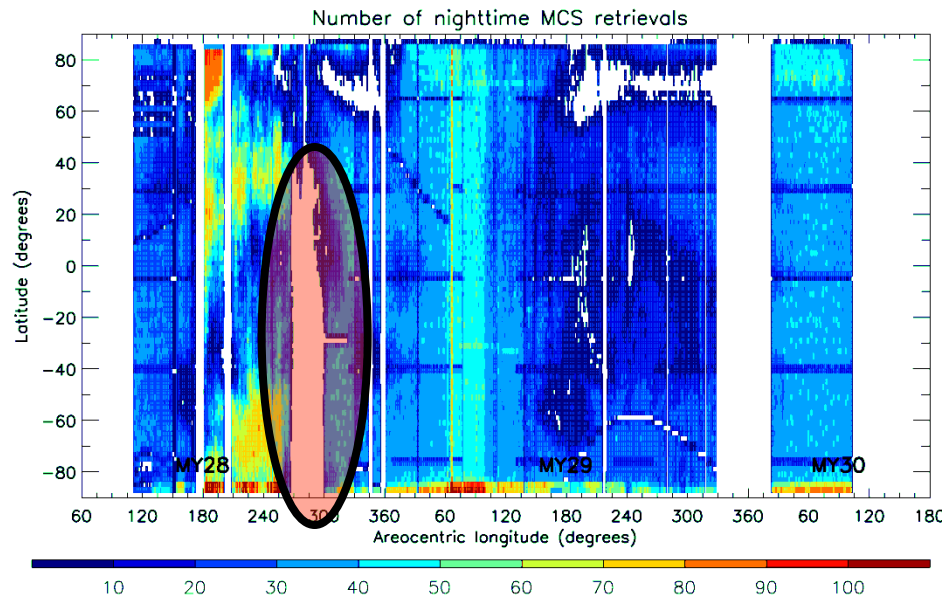 Number of nighttime MCS retrievals
80
60
40
20
0
-20
-40
-60
-80
Latitude (degrees)
MY28 MY29 MY30
60 120 180 240 300 360 60 120 180 240 300 360 60 120 180
Areocentric longitude (degrees)
10 20 30 40 50 60 70 80 90 100